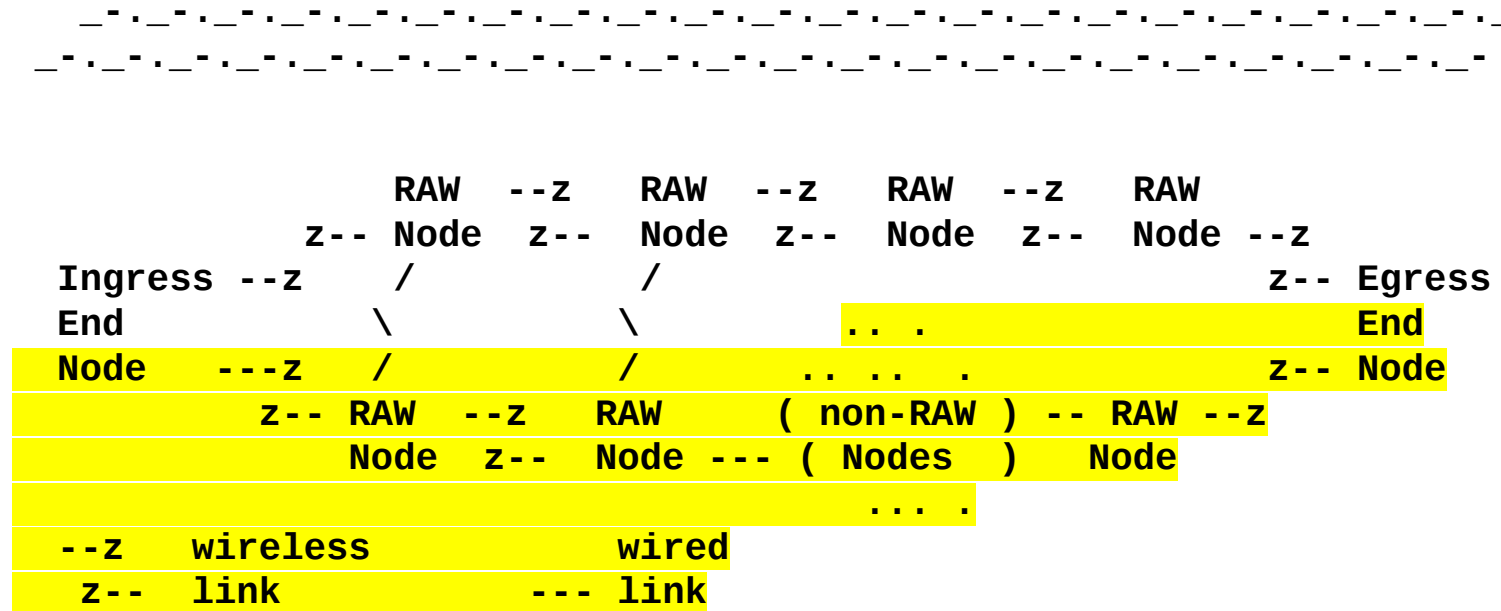 _-._-._-._-._-._-._-._-._-._-._-._-._-._-._-._-._-._-._-._-._-._-._-._-._-._-._-._-._-._-._-._-._
_-._-._-._-._-._-._-._-._-._-._-._-._-._-._-._-._-._-._-._-._-._-._-._-._-._-._-._-._-._-._-._-._-
RAW  --z   RAW  --z   RAW  --z   RAW
z-- Node  z--  Node  z--  Node  z--  Node --z
Ingress --z    /          /                           z-- Egress
End           \          \         .. .                   End
Node   ---z   /          /       .. ..  .             z-- Node
z-- RAW  --z   RAW     ( non-RAW ) -- RAW --z
Node  z--  Node --- ( Nodes  )   Node
... .
--z   wireless           wired
z--  link           --- link